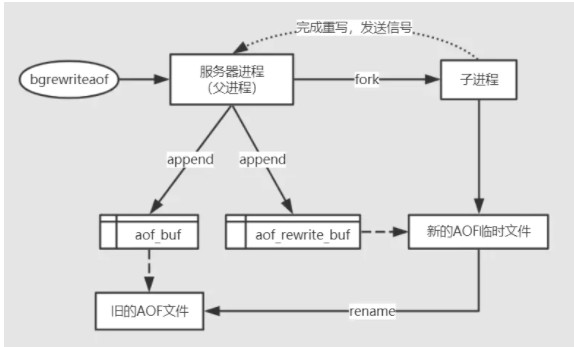 完成重写，发送信号
bgrewriteaof
服务器进程
（父进程）
fork
子进程
append
append
aof_buf
aof_rewrite_buf
新的AOF临时文件
旧的AOF文件
rename